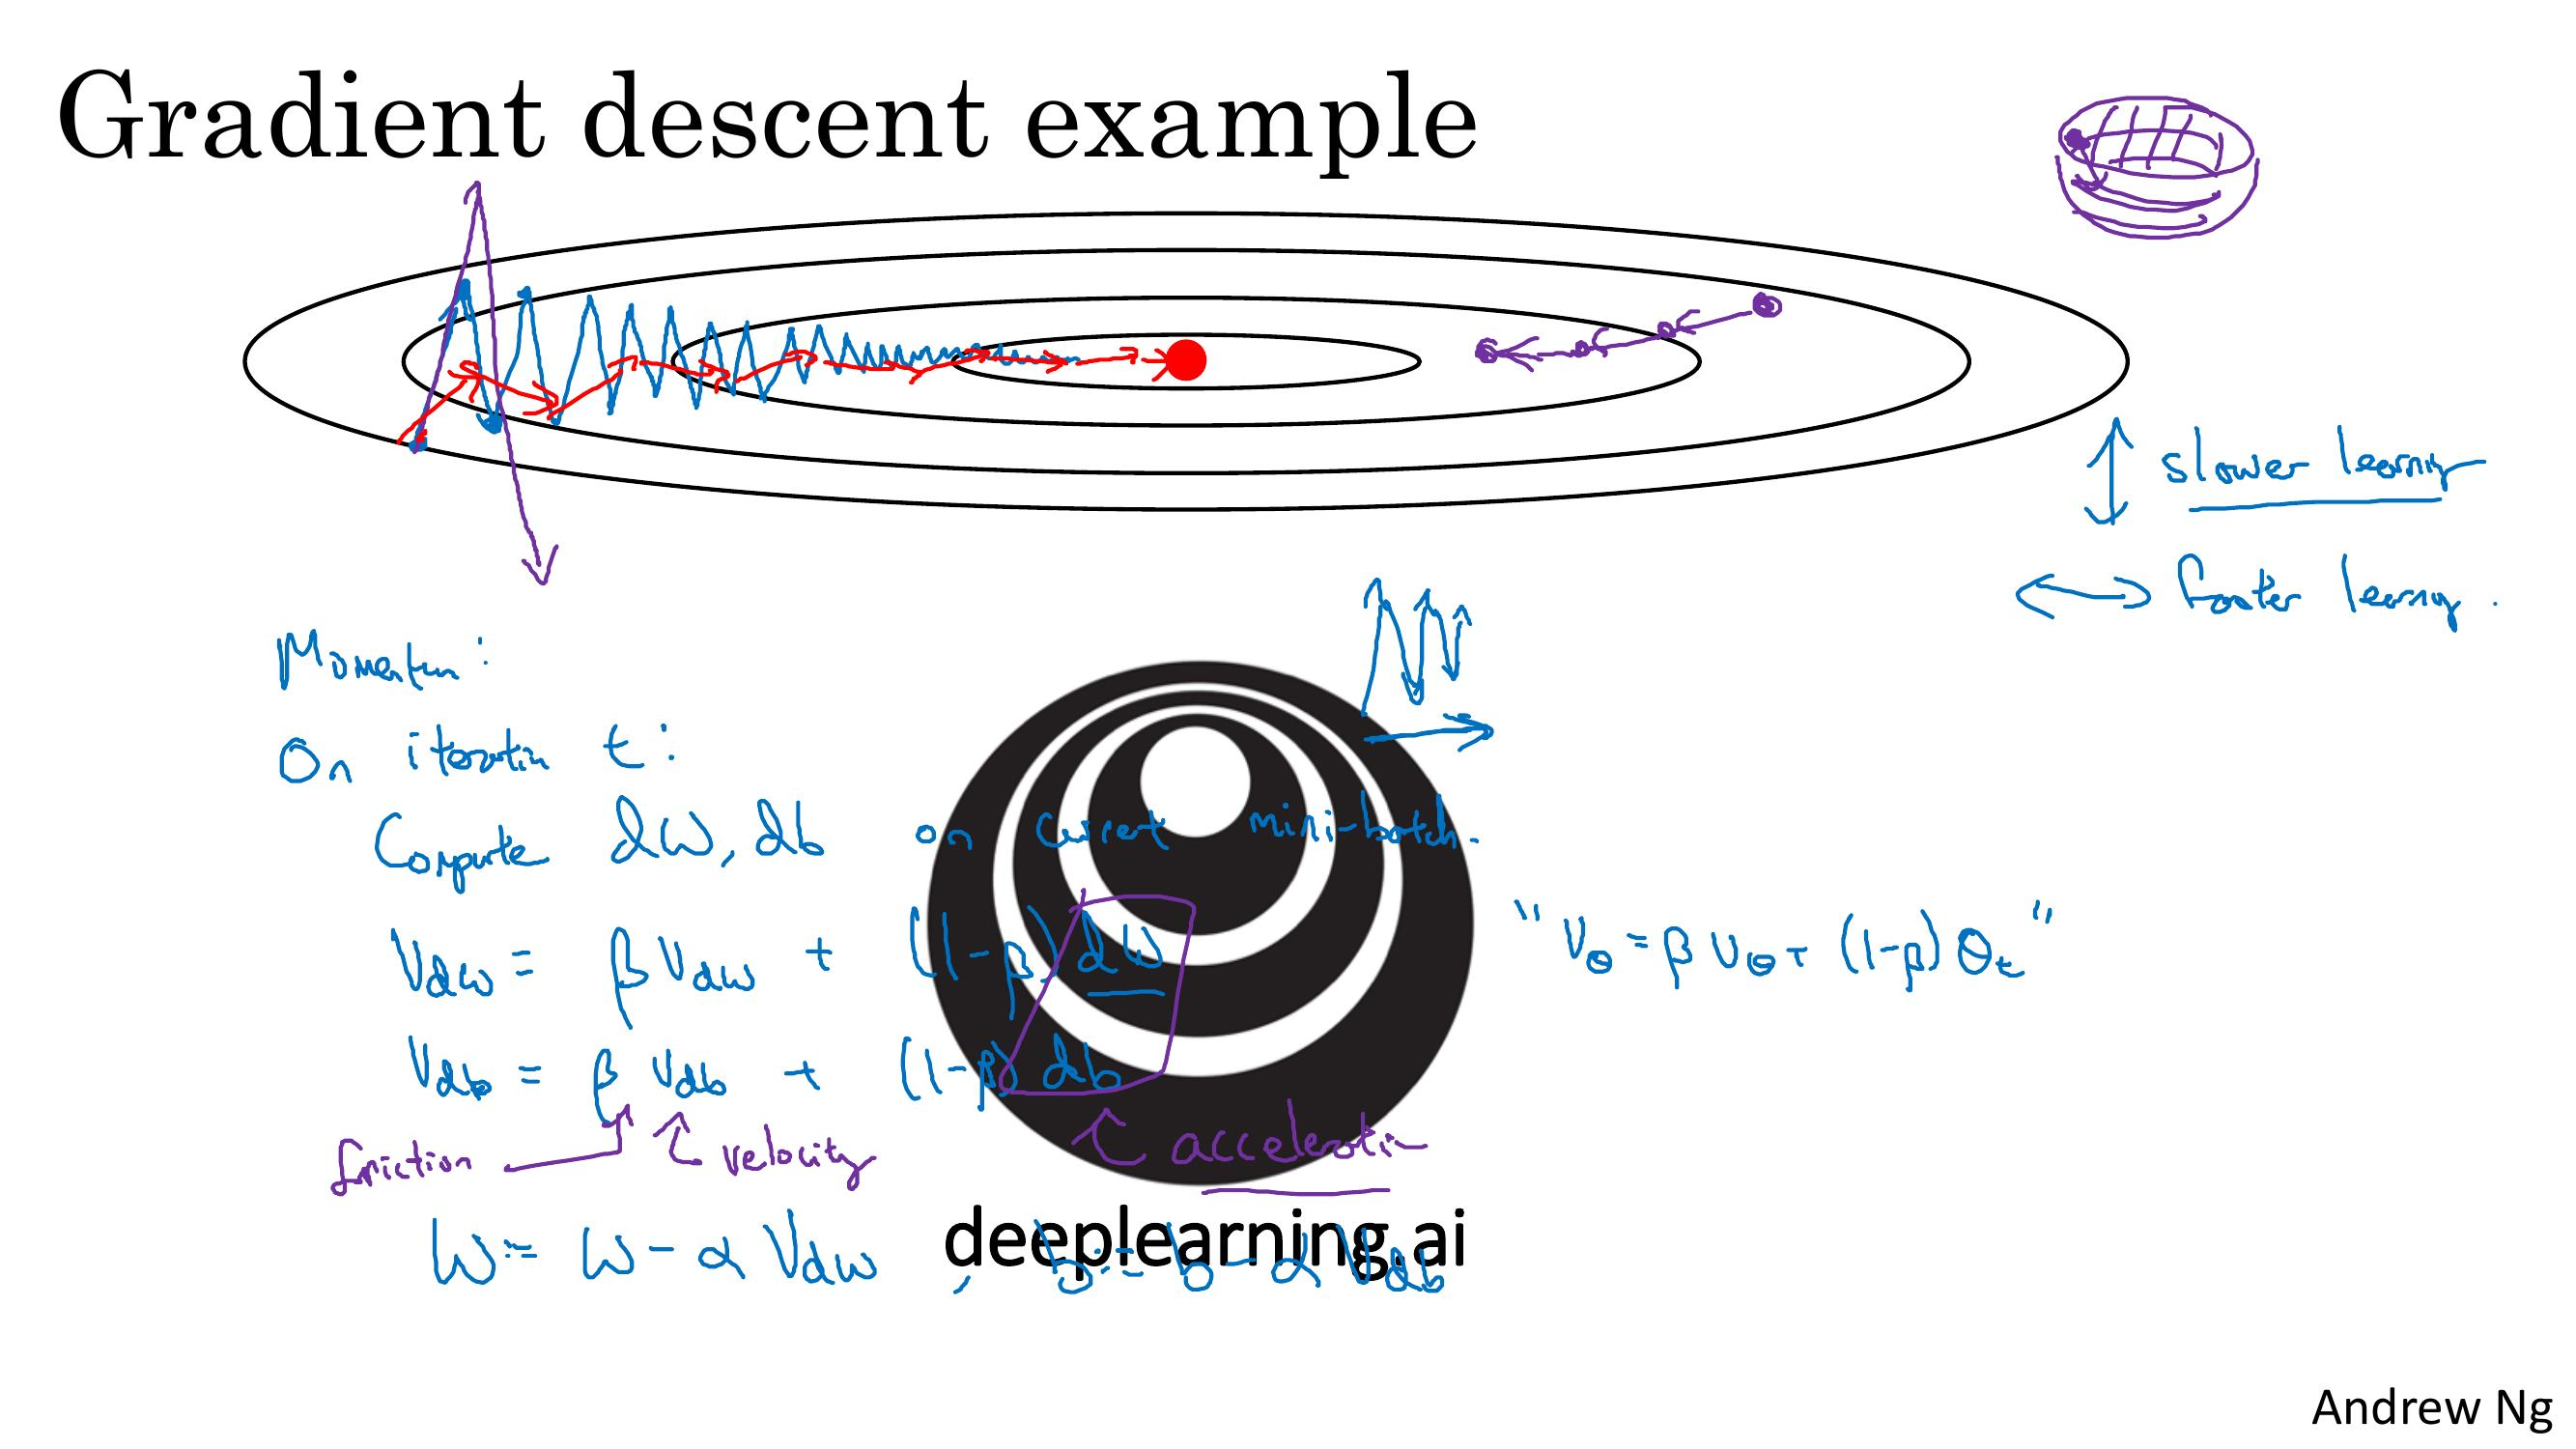 Gradient descent example
slower learning
faster learning.
Momentum:
On iteration t:
Compute dW, db on current mini-batch.
Vdw = β Vdw + (1-β) dW
"Vθ = β Vθ + (1-β) θt"
Vdb = β Vdb + (1-β) db
friction velocity acceleration
W := W - α Vdw , b := b - α Vdb
deeplearning.ai
Andrew Ng